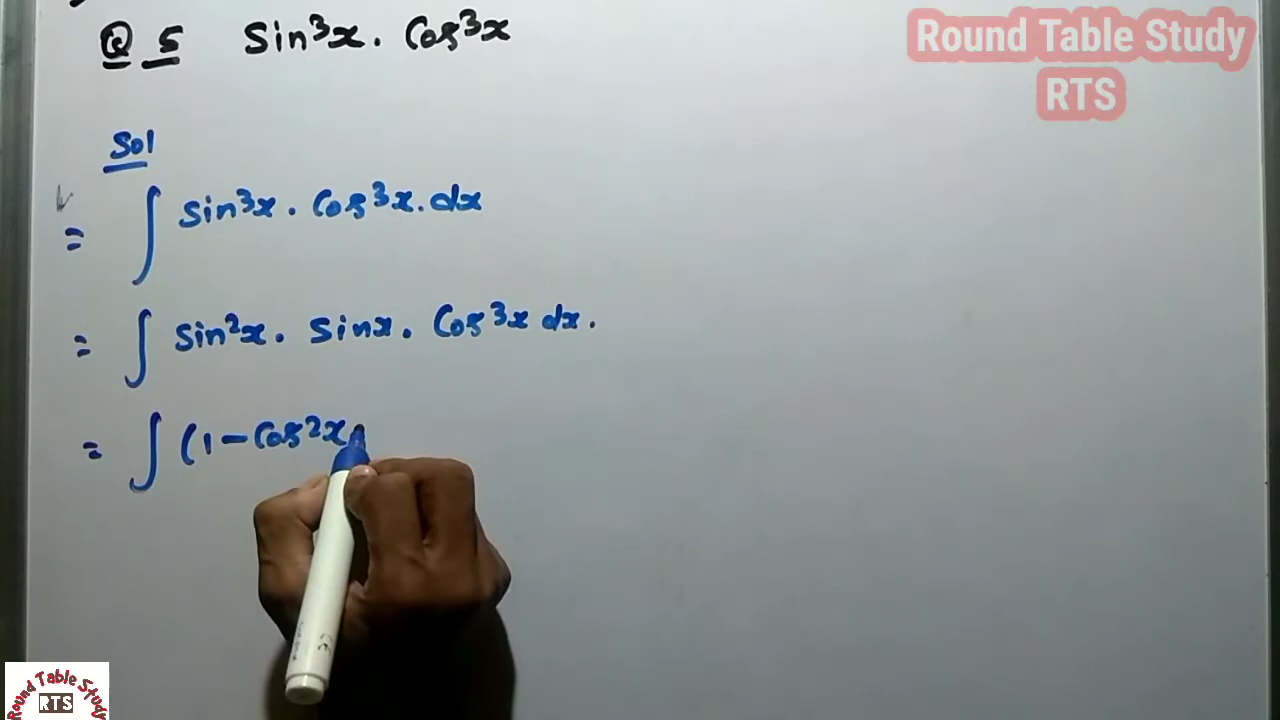 Q 5 Sin³x . Cos³x
Round Table Study
RTS
Sol
= ∫ Sin³x . Cos³x . dx
= ∫ Sin²x . Sinx . Cos³x dx .
= ∫ (1 - Cos²x
Round Table Study
RTS